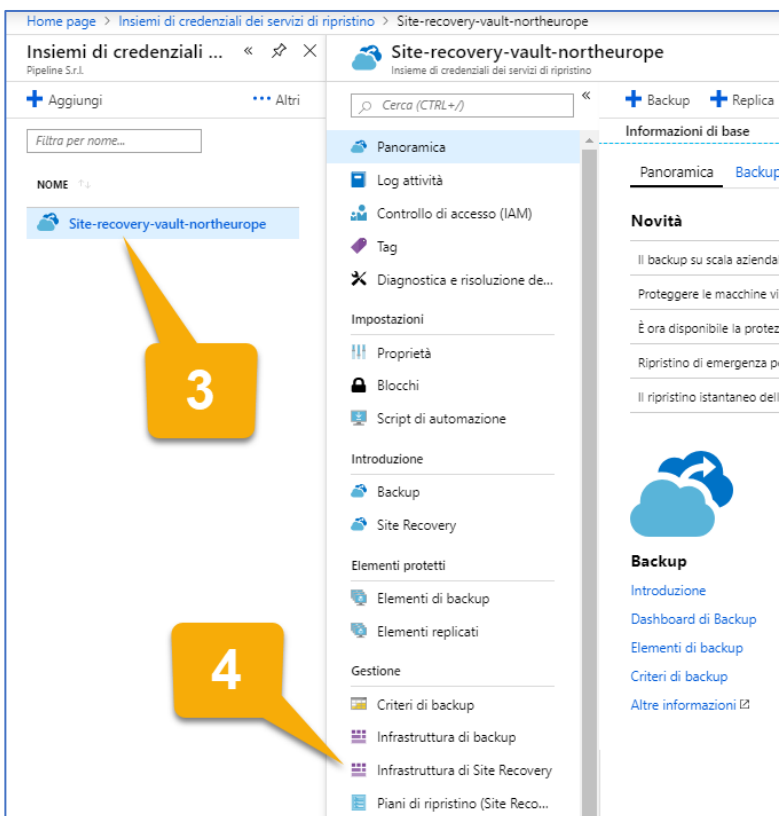 Home page > Insiemi di credenziali dei servizi di ripristino > Site-recovery-vault-northeurope
Insiemi di credenziali ...
Pipeline S.r.l.
Aggiungi
Altri
Filtra per nome...
NOME
Site-recovery-vault-northeurope
3
4
Site-recovery-vault-northeurope
Insieme di credenziali dei servizi di ripristino
Cerca (CTRL+/)
Panoramica
Log attività
Controllo di accesso (IAM)
Tag
Diagnostica e risoluzione de...
Impostazioni
Proprietà
Blocchi
Script di automazione
Introduzione
Backup
Site Recovery
Elementi protetti
Elementi di backup
Elementi replicati
Gestione
Criteri di backup
Infrastruttura di backup
Infrastruttura di Site Recovery
Piani di ripristino (Site Reco...
Backup Replica
Informazioni di base
Panoramica Backup
Novità
Il backup su scala azienda
Proteggere le macchine vi
È ora disponibile la protez
Ripristino di emergenza p
Il ripristino istantaneo del
Backup
Introduzione
Dashboard di Backup
Elementi di backup
Criteri di backup
Altre informazioni